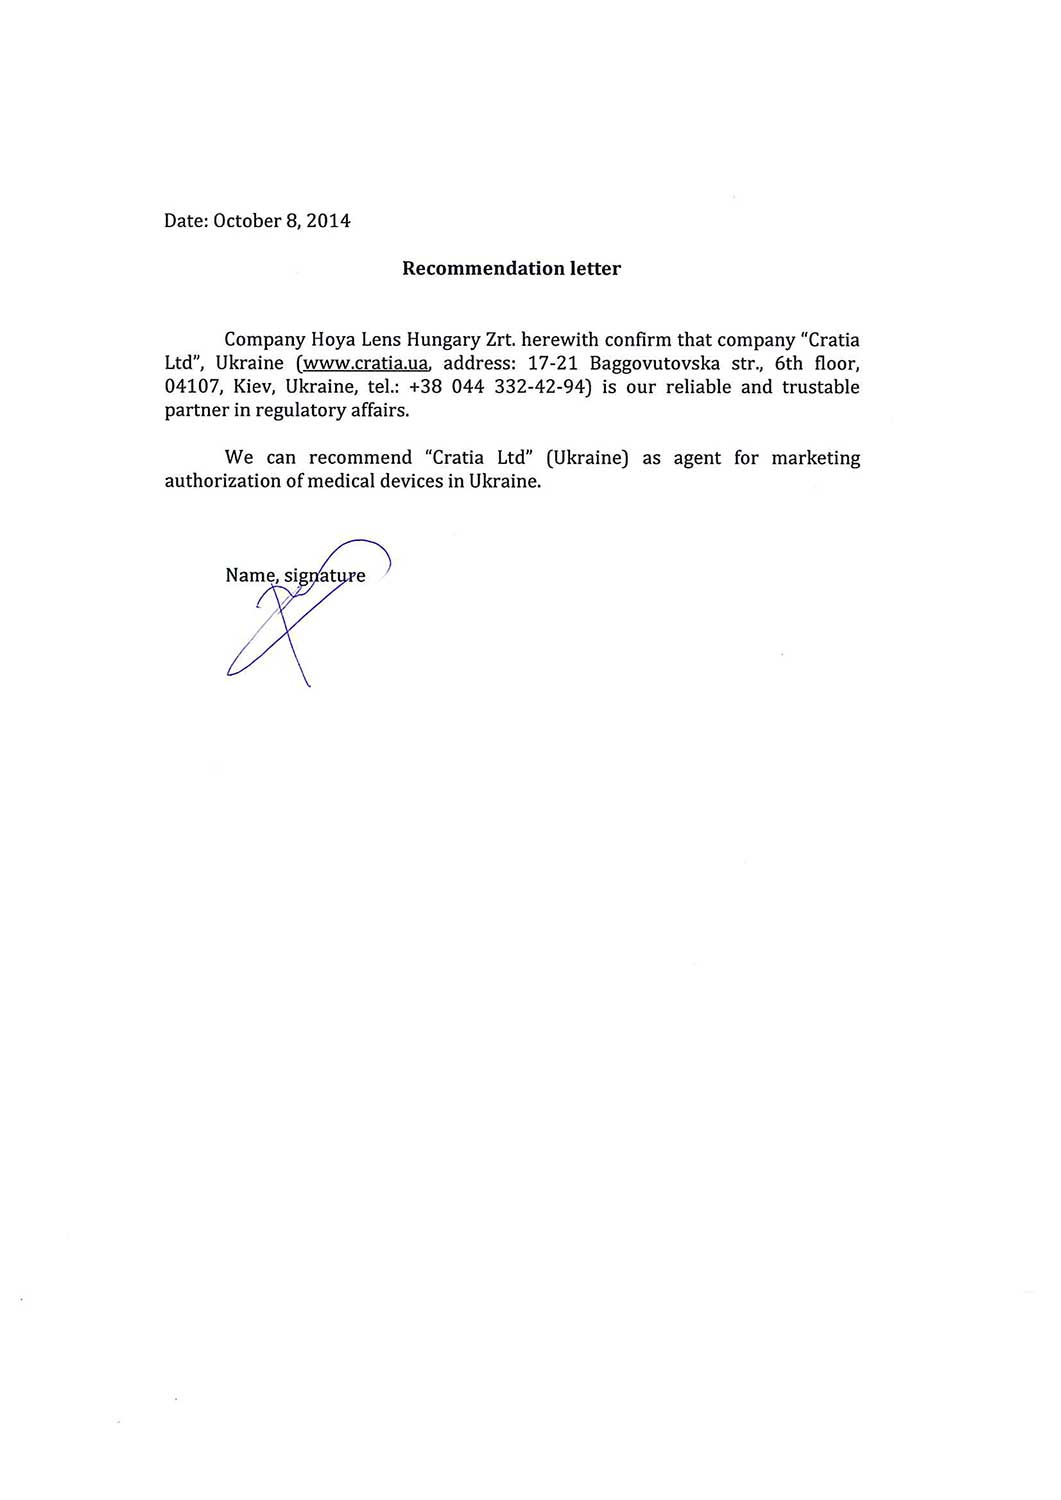 Date: October 8, 2014
Recommendation letter
Company Hoya Lens Hungary Zrt. herewith confirm that company “Cratia
Ltd”, Ukraine (www.cratia.ua, address: 17-21 Baggovutovska str., 6th floor,
04107, Kiev, Ukraine, tel.: +38 044 332-42-94) is our reliable and trustable
partner in regulatory affairs.
We can recommend “Cratia Ltd” (Ukraine) as agent for marketing
authorization of medical devices in Ukraine.
Name, signature